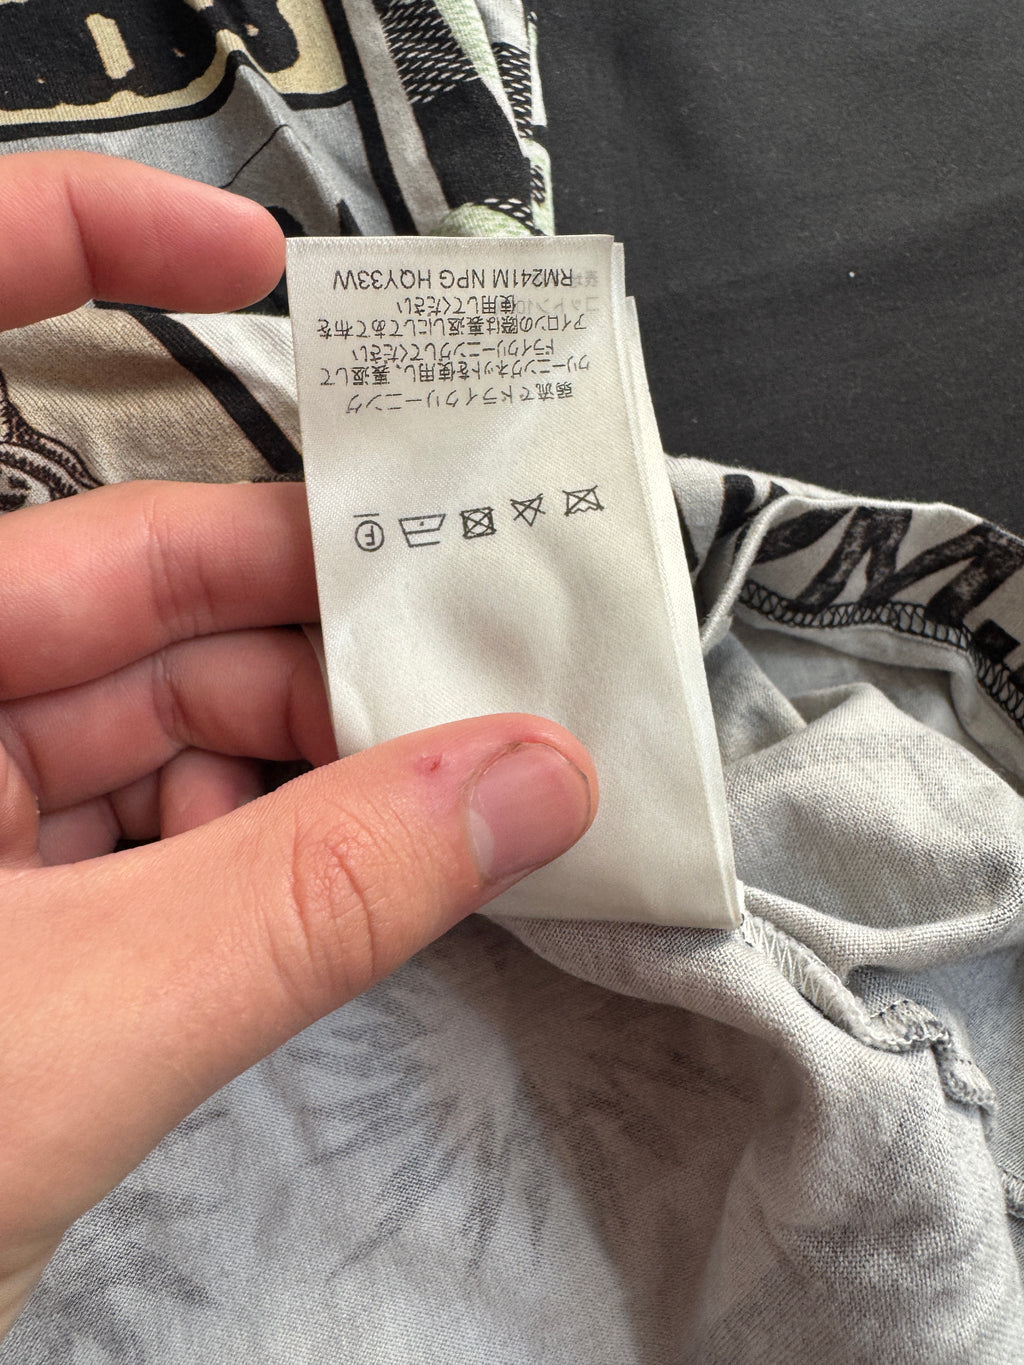 弱流でドライクリーニング
クリーニングネットを使用し、裏返して
ドライクリーニングしてください
アイロンの際は裏返しにしてあて布を
使用してください
RM241M NPG HQY33W
F